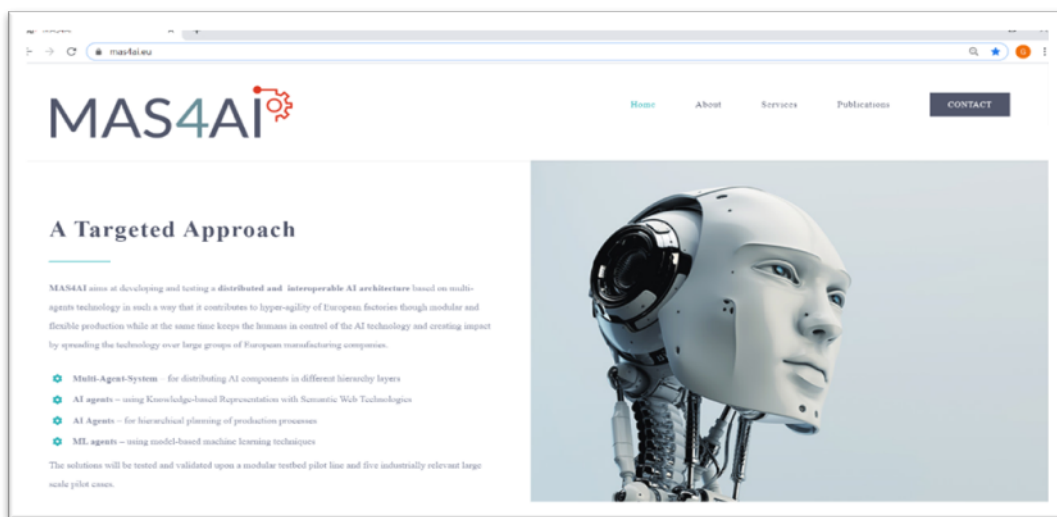 mas4ai.eu
G
MAS4AI
Home About Services Publications CONTACT
A Targeted Approach
MAS4AI aims at developing and testing a distributed and interoperable AI architecture based on multi-
agents technology in such a way that it contributes to hyper-agility of European factories though modular and
flexible production while at the same time keeps the humans in control of the AI technology and creating impact
by spreading the technology over large groups of European manufacturing companies.
Multi-Agent-System – for distributing AI components in different hierarchy layers
AI agents – using Knowledge-based Representation with Semantic Web Technologies
AI Agents – for hierarchical planning of production processes
ML agents – using model-based machine learning techniques
The solutions will be tested and validated upon a modular testbed pilot line and five industrially relevant large
scale pilot cases.